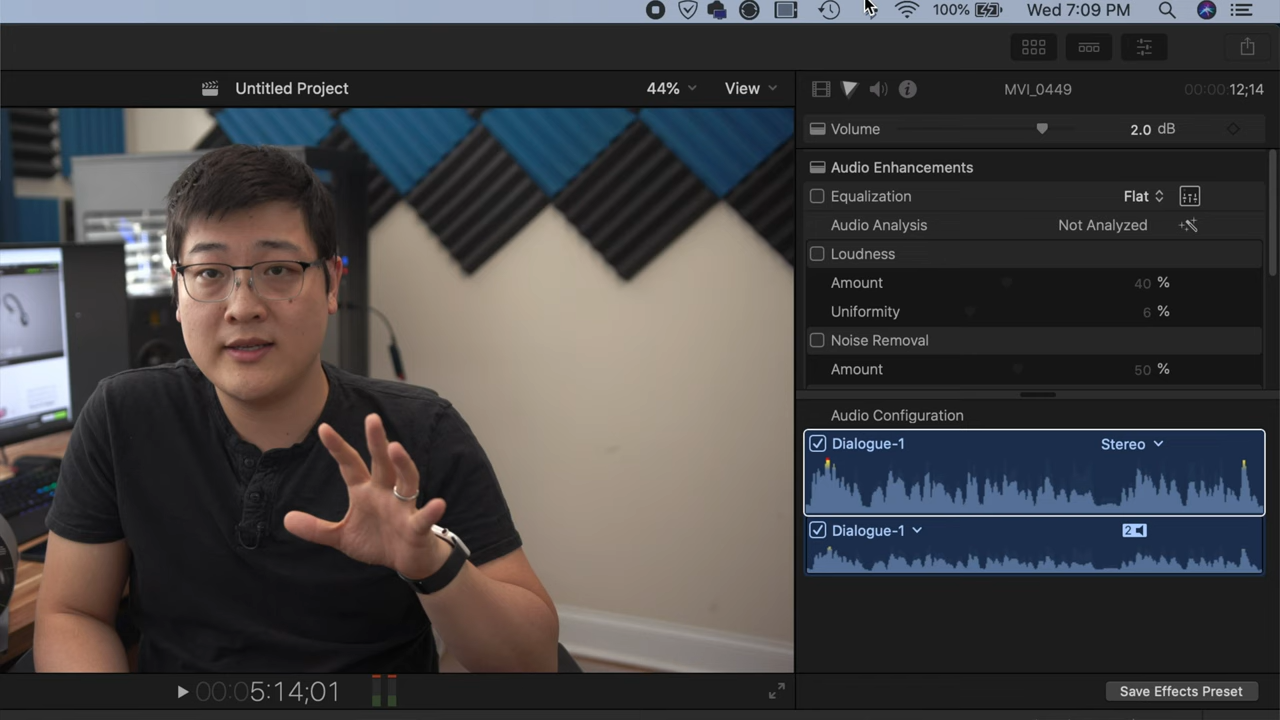 100%
Wed 7:09 PM
Untitled Project
44%
View
MVI_0449
00:00:12;14
Volume
2.0 dB
Audio Enhancements
Equalization
Flat
Audio Analysis
Not Analyzed
Loudness
Amount
40 %
Uniformity
6 %
Noise Removal
Amount
50 %
Audio Configuration
Dialogue-1
Stereo
Dialogue-1
2
00:05:14;01
Save Effects Preset